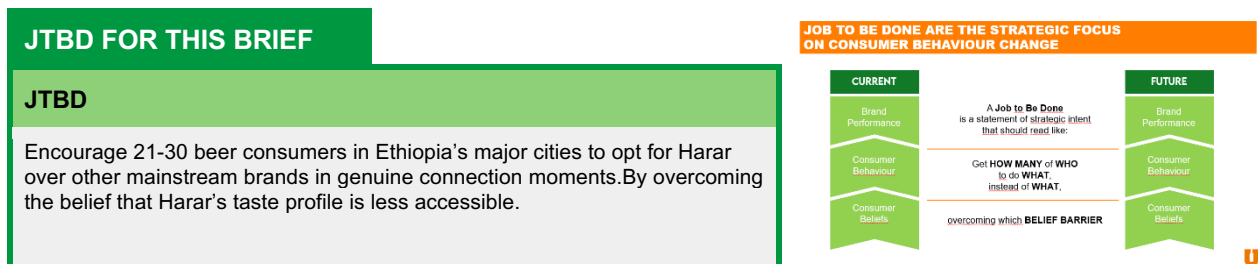 JTBD FOR THIS BRIEF
JTBD
Encourage 21-30 beer consumers in Ethiopia’s major cities to opt for Harar
over other mainstream brands in genuine connection moments.By overcoming
the belief that Harar’s taste profile is less accessible.
JOB TO BE DONE ARE THE STRATEGIC FOCUS
ON CONSUMER BEHAVIOUR CHANGE
CURRENT
Brand
Performance
Consumer
Behaviour
Consumer
Beliefs
A Job to Be Done
is a statement of strategic intent
that should read like:
Get HOW MANY of WHO
to do WHAT,
instead of WHAT,
overcoming which BELIEF BARRIER
FUTURE
Brand
Performance
Consumer
Behaviour
Consumer
Beliefs